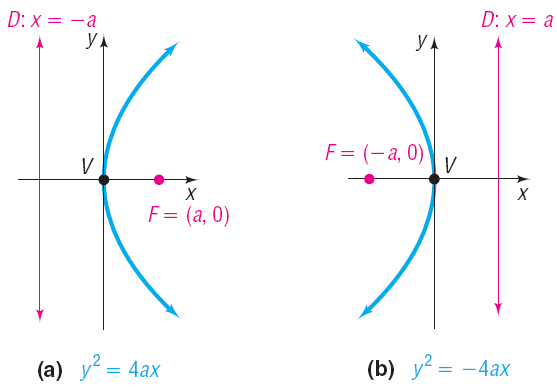 D: x = −a
y
V
x
F = (a, 0)
(a) y² = 4ax
D: x = a
y
F = (−a, 0)
V
x
(b) y² = −4ax